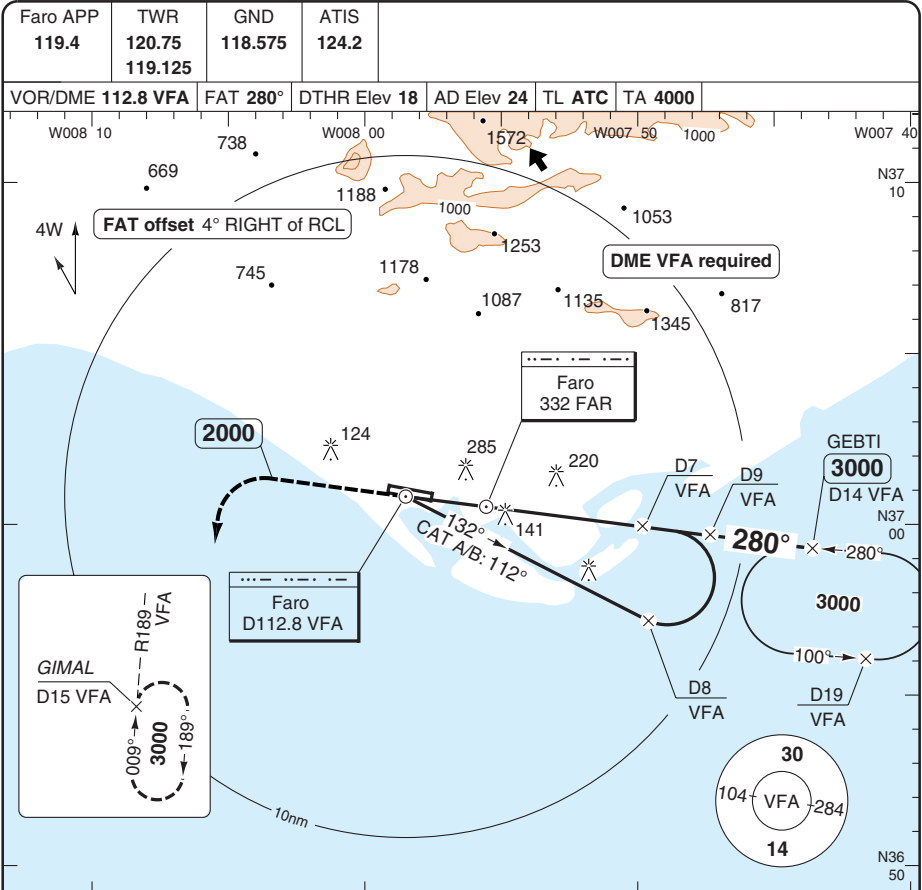 Faro APP
119.4
TWR
120.75
119.125
GND
118.575
ATIS
124.2
VOR/DME 112.8 VFA
FAT 280°
DTHR Elev 18
AD Elev 24
TL ATC
TA 4000
W008 10
W008 00
W007 50
1000
W007 40
738
1572
669
N37
10
1188
1000
1053
4W
FAT offset 4° RIGHT of RCL
1253
DME VFA required
745
1178
1087
1135
817
1345
Faro
332 FAR
2000
124
285
220
GEBTI
3000
D14 VFA
D7
VFA
D9
VFA
N37
00
141
132°
CAT A/B: 112°
280°
280°
Faro
D112.8 VFA
3000
R189
VFA
GIMAL
D15 VFA
009°
3000
189°
100°
D8
VFA
D19
VFA
30
104
VFA
284
14
10nm
N36
50